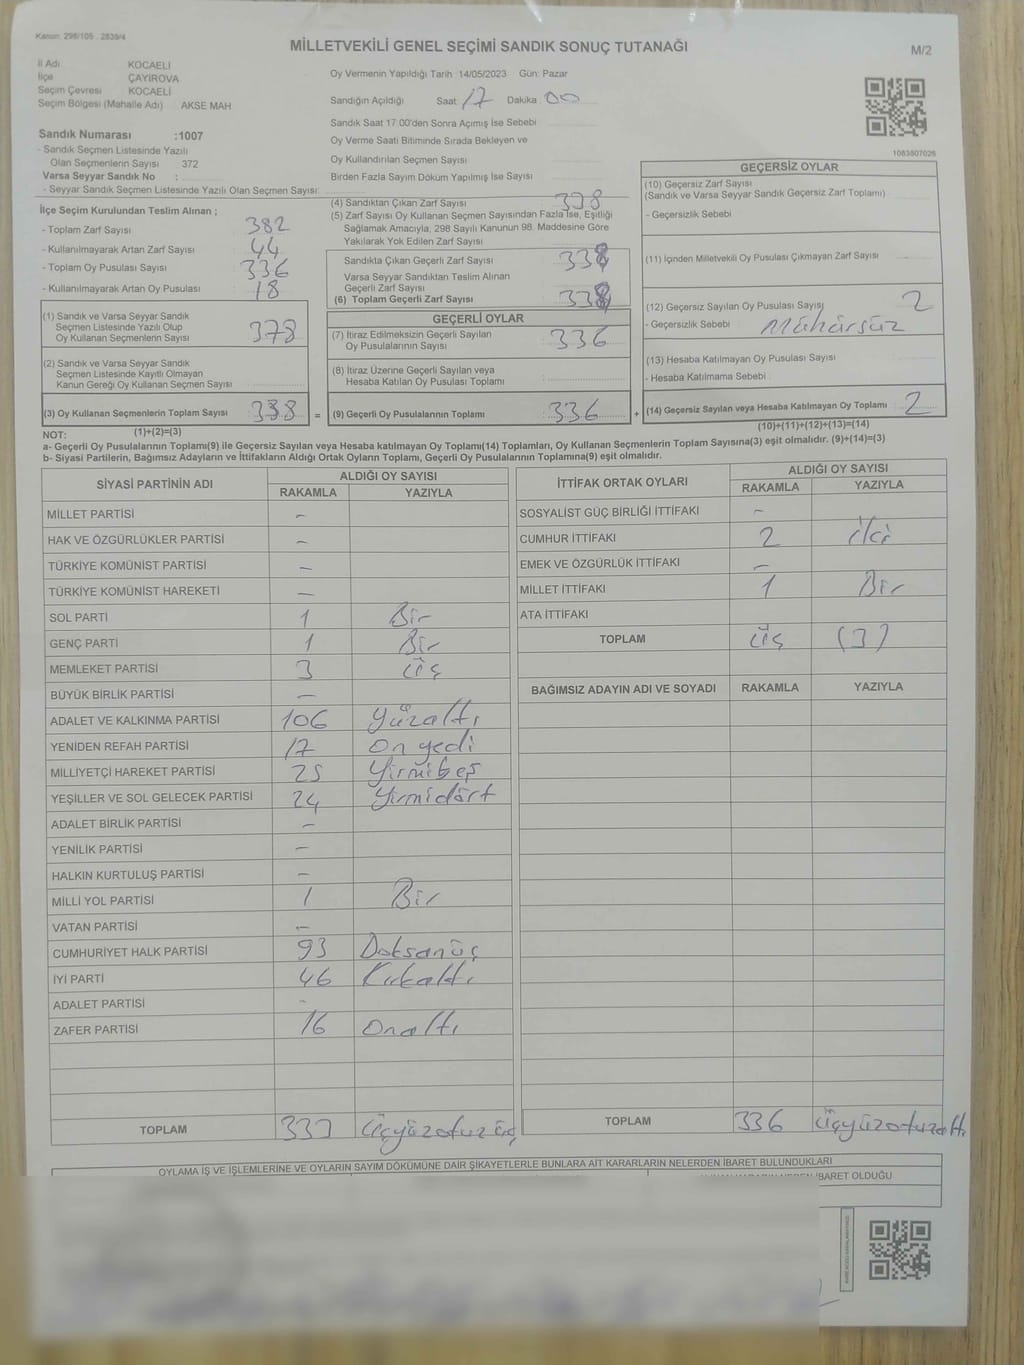 Kanun: 298/105 . 2839/4
MİLLETVEKİLİ GENEL SEÇİMİ SANDIK SONUÇ TUTANAĞI
M/2
İl Adı KOCAELİ
İlçe ÇAYIROVA
Seçim Çevresi KOCAELİ
Seçim Bölgesi (Mahalle Adı) AKSE MAH
Oy Vermenin Yapıldığı Tarih 14/05/2023 Gün: Pazar
Sandığın Açıldığı Saat 17 Dakika: 00
Sandık Saat 17.00'den Sonra Açımış İse Sebebi
Oy Verme Saati Bitiminde Sırada Bekleyen ve
Oy Kullandırılan Seçmen Sayısı
Birden Fazla Sayım Döküm Yapılmış İse Sayısı
1083807026
Sandık Numarası :1007
- Sandık Seçmen Listesinde Yazılı
Olan Seçmenlerin Sayısı 372
Varsa Seyyar Sandık No :
- Seyyar Sandık Seçmen Listesinde Yazılı Olan Seçmen Sayısı:
İlçe Seçim Kurulundan Teslim Alınan ;
- Toplam Zarf Sayısı : 382
- Kullanılmayarak Artan Zarf Sayısı : 44
- Toplam Oy Pusulası Sayısı : 336
- Kullanılmayarak Artan Oy Pusulası : 18
(1) Sandık ve Varsa Seyyar Sandık
Seçmen Listesinde Yazılı Olup
Oy Kullanan Seçmenlerin Sayısı 378
(2) Sandık ve Varsa Seyyar Sandık
Seçmen Listesinde Kayıtlı Olmayan
Kanun Gereği Oy Kullanan Seçmen Sayısı
(3) Oy Kullanan Seçmenlerin Toplam Sayısı 338 =
(4) Sandıktan Çıkan Zarf Sayısı 338
(5) Zarf Sayısı Oy Kullanan Seçmen Sayısından Fazla İse, Eşitliği
Sağlamak Amacıyla, 298 Sayılı Kanunun 98. Maddesine Göre
Yakılarak Yok Edilen Zarf Sayısı
Sandıkta Çıkan Geçerli Zarf Sayısı 338
Varsa Seyyar Sandıktan Teslim Alınan
Geçerli Zarf Sayısı
(6) Toplam Geçerli Zarf Sayısı 338
GEÇERLİ OYLAR
(7) İtiraz Edilmeksizin Geçerli Sayılan
Oy Pusulalarının Sayısı 336
(8) İtiraz Üzerine Geçerli Sayılan veya
Hesaba Katılan Oy Pusulası Toplamı
(9) Geçerli Oy Pusulalarının Toplamı : 336 +
GEÇERSİZ OYLAR
(10) Geçersiz Zarf Sayısı
(Sandık ve Varsa Seyyar Sandık Geçersiz Zarf Toplamı)
- Geçersizlik Sebebi
(11) İçinden Milletvekili Oy Pusulası Çıkmayan Zarf Sayısı
(12) Geçersiz Sayılan Oy Pusulası Sayısı 2
- Geçersizlik Sebebi Mühürsüz
(13) Hesaba Katılmayan Oy Pusulası Sayısı
- Hesaba Katılmama Sebebi
(14) Geçersiz Sayılan veya Hesaba Katılmayan Oy Toplamı 2
NOT: (1)+(2)=(3) (10)+(11)+(12)+(13)=(14)
a- Geçerli Oy Pusulalarının Toplamı(9) ile Geçersiz Sayılan veya Hesaba katılmayan Oy Toplamı(14) Toplamları, Oy Kullanan Seçmenlerin Toplam Sayısına(3) eşit olmalıdır. (9)+(14)=(3)
b- Siyasi Partilerin, Bağımsız Adayların ve İttifakların Aldığı Ortak Oyların Toplamı, Geçerli Oy Pusulalarının Toplamına(9) eşit olmalıdır.
SİYASİ PARTİNİN ADI ALDIĞI OY SAYISI
RAKAMLA YAZIYLA
MİLLET PARTİSİ -
HAK VE ÖZGÜRLÜKLER PARTİSİ -
TÜRKİYE KOMÜNİST PARTİSİ -
TÜRKİYE KOMÜNİST HAREKETİ -
SOL PARTİ 1 Bir
GENÇ PARTİ 1 Bir
MEMLEKET PARTİSİ 3 üç
BÜYÜK BİRLİK PARTİSİ -
ADALET VE KALKINMA PARTİSİ 106 yüzaltı
YENİDEN REFAH PARTİSİ 17 on yedi
MİLLİYETÇİ HAREKET PARTİSİ 25 yirmibeş
YEŞİLLER VE SOL GELECEK PARTİSİ 24 yirmidört
ADALET BİRLİK PARTİSİ -
YENİLİK PARTİSİ -
HALKIN KURTULUŞ PARTİSİ -
MİLLİ YOL PARTİSİ 1 Bir
VATAN PARTİSİ -
CUMHURİYET HALK PARTİSİ 93 Doksanüç
İYİ PARTİ 46 Kırkaltı
ADALET PARTİSİ -
ZAFER PARTİSİ 16 onaltı
TOPLAM 333 üçyüzotuzüç
İTTİFAK ORTAK OYLARI ALDIĞI OY SAYISI
RAKAMLA YAZIYLA
SOSYALİST GÜÇ BİRLİĞİ İTTİFAKI -
CUMHUR İTTİFAKI 2 iki
EMEK VE ÖZGÜRLÜK İTTİFAKI -
MİLLET İTTİFAKI 1 Bir
ATA İTTİFAKI
TOPLAM üç (3)
BAĞIMSIZ ADAYIN ADI VE SOYADI RAKAMLA YAZIYLA
TOPLAM 336 üçyüzotuzaltı
OYLAMA İŞ VE İŞLEMLERİNE VE OYLARIN SAYIM DÖKÜMÜNE DAİR ŞİKAYETLERLE BUNLARA AİT KARARLARIN NELERDEN İBARET BULUNDUKLARI
İBARET OLDUĞU